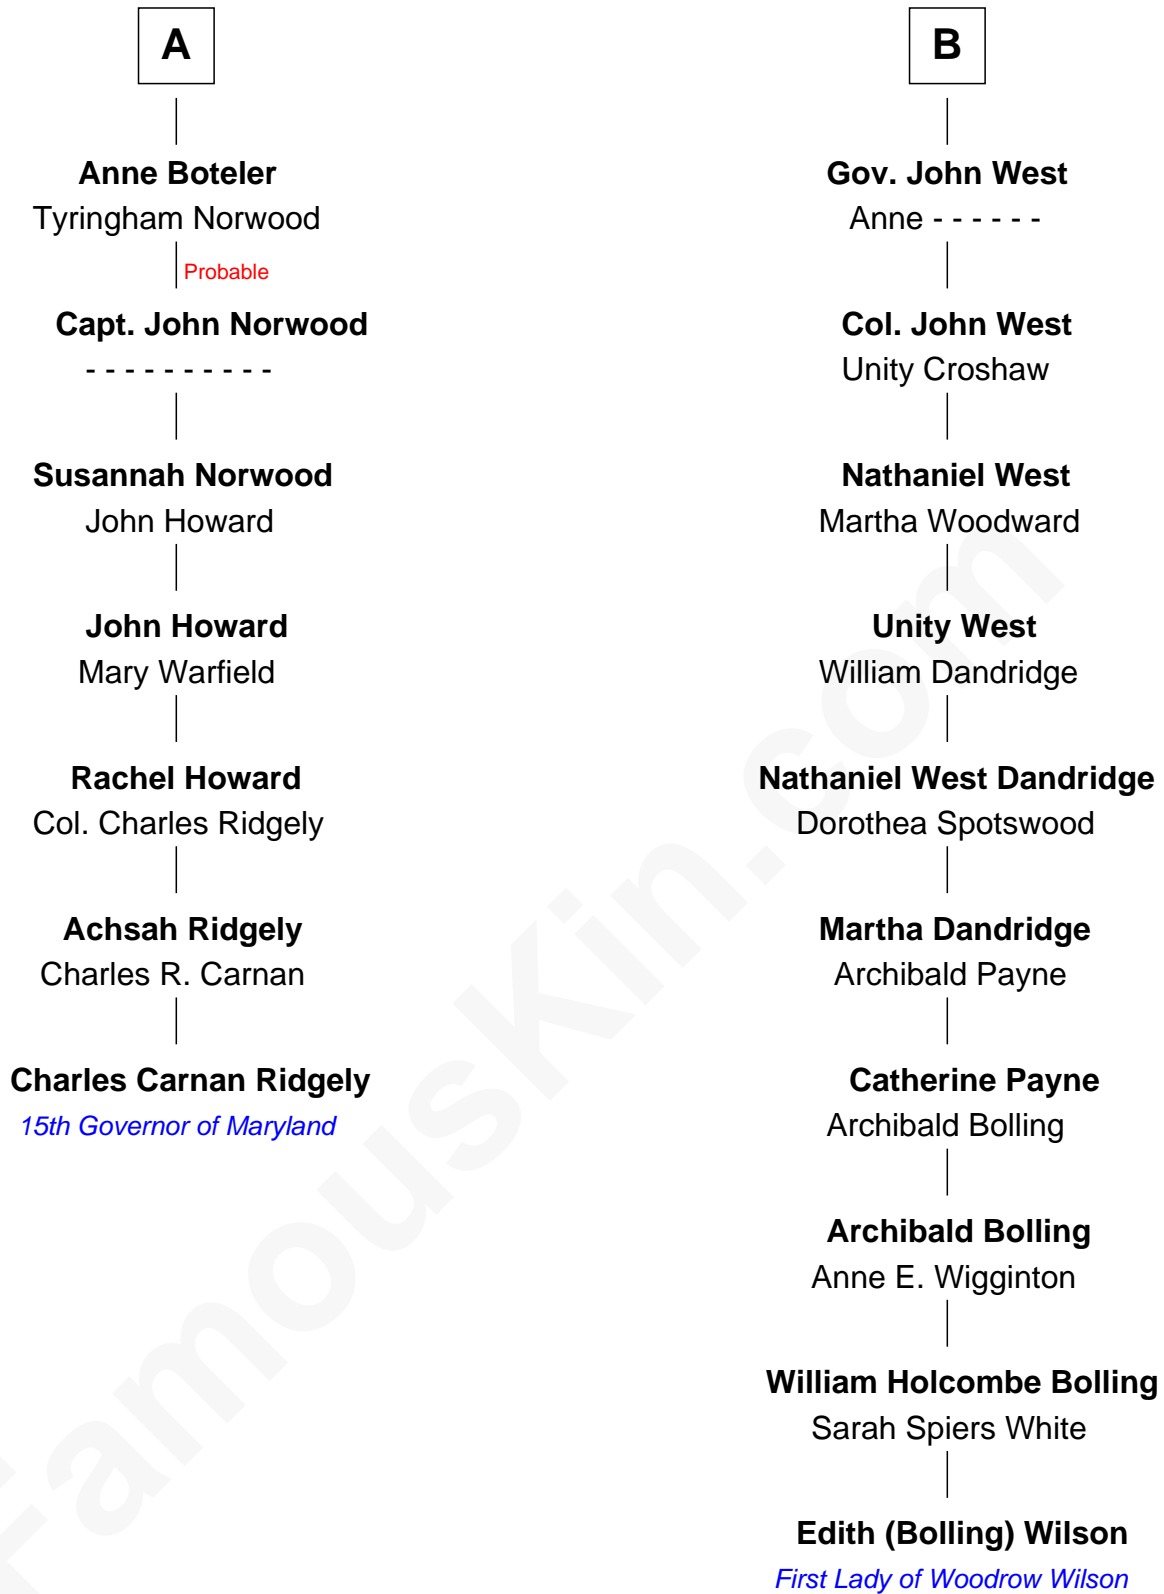 A
Anne Boteler
Tyringham Norwood
Probable
Capt. John Norwood
- - - - - - - - - -
Susannah Norwood
John Howard
John Howard
Mary Warfield
Rachel Howard
Col. Charles Ridgely
Achsah Ridgely
Charles R. Carnan
Charles Carnan Ridgely
15th Governor of Maryland
B
Gov. John West
Anne - - - - - -
Col. John West
Unity Croshaw
Nathaniel West
Martha Woodward
Unity West
William Dandridge
Nathaniel West Dandridge
Dorothea Spotswood
Martha Dandridge
Archibald Payne
Catherine Payne
Archibald Bolling
Archibald Bolling
Anne E. Wigginton
William Holcombe Bolling
Sarah Spiers White
Edith (Bolling) Wilson
First Lady of Woodrow Wilson
FamousKin.com